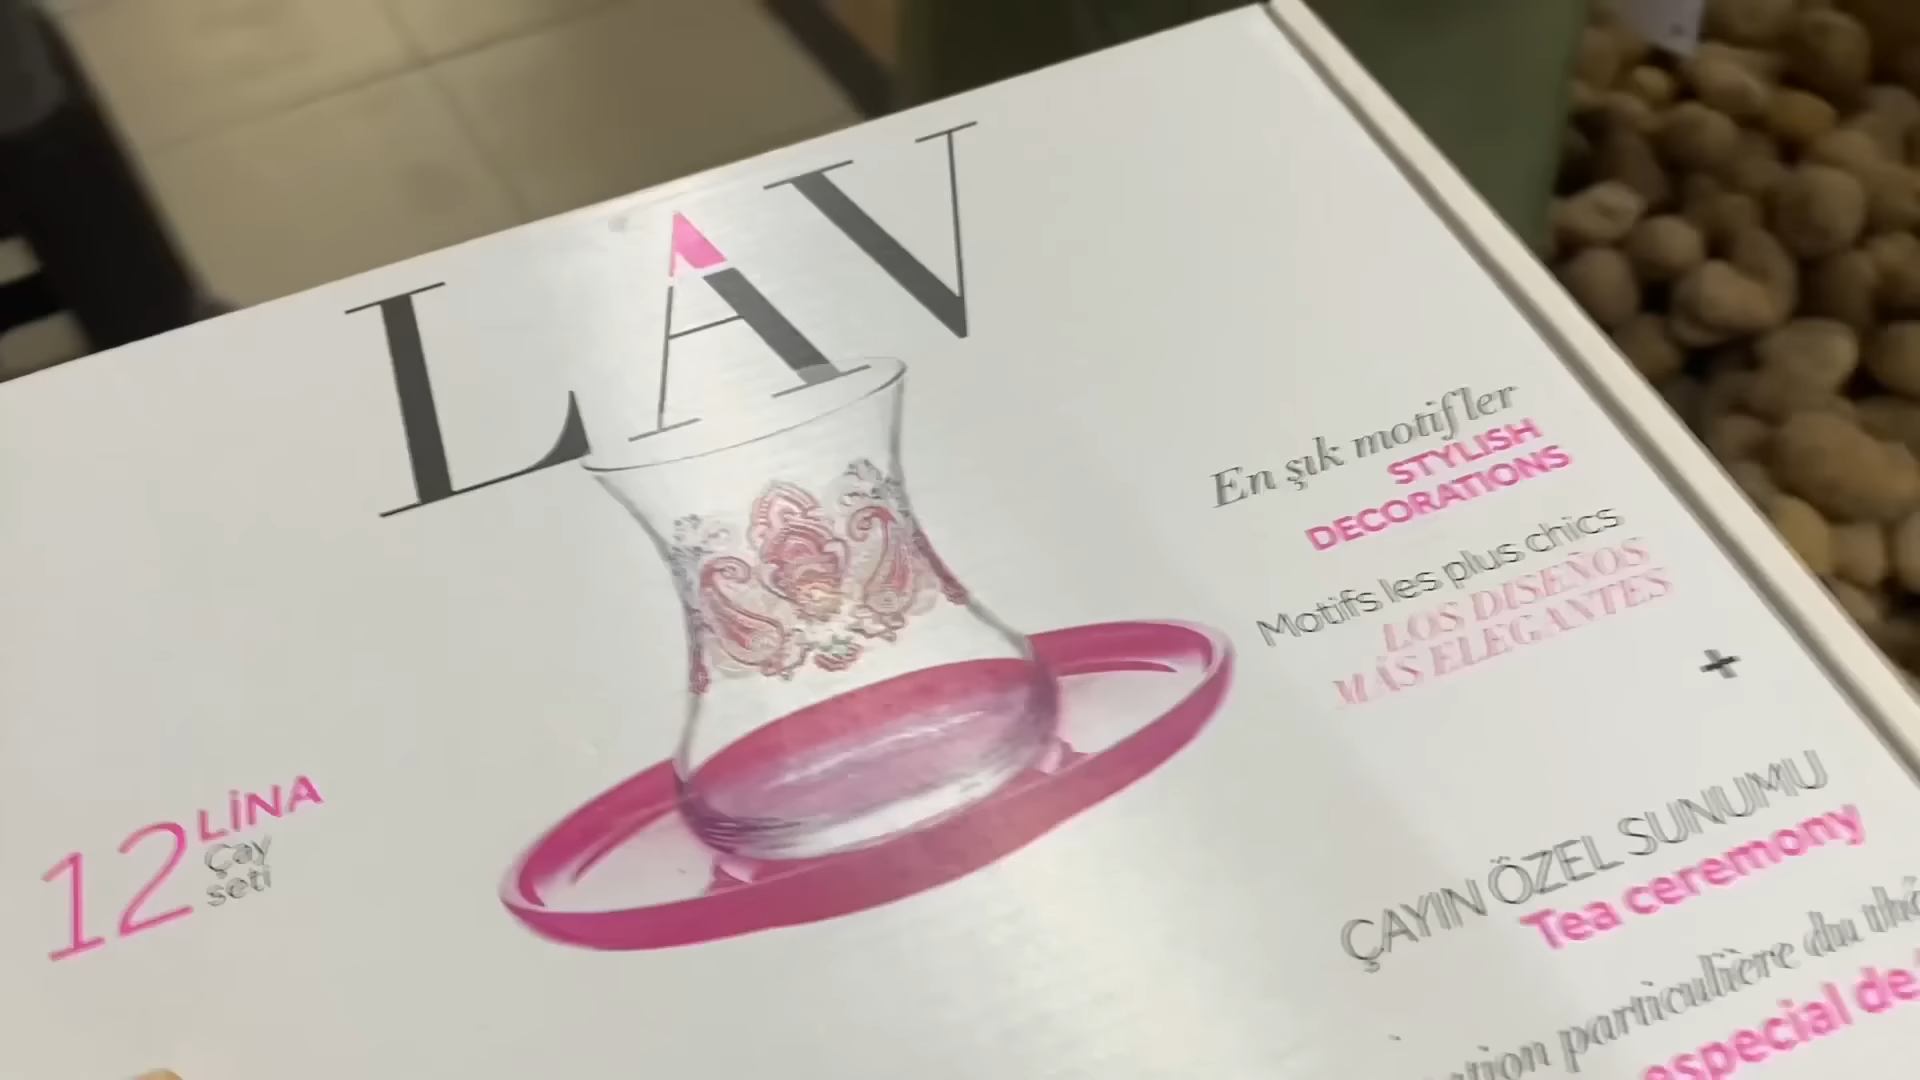 LAV
En şık motifler
STYLISH
DECORATIONS
Motifs les plus chics
LOS DISEÑOS
MÁS ELEGANTES
+
12 LİNA
Çay
seti
ÇAYIN ÖZEL SUNUMU
Tea ceremony
particulière du thé
especial de